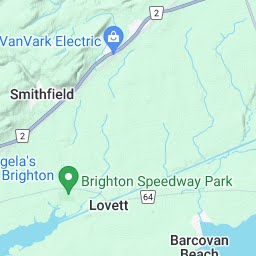 2
VanVark Electric
Smithfield
2
gela's
Brighton
Brighton Speedway Park
64
Lovett
Barcovan
Beach